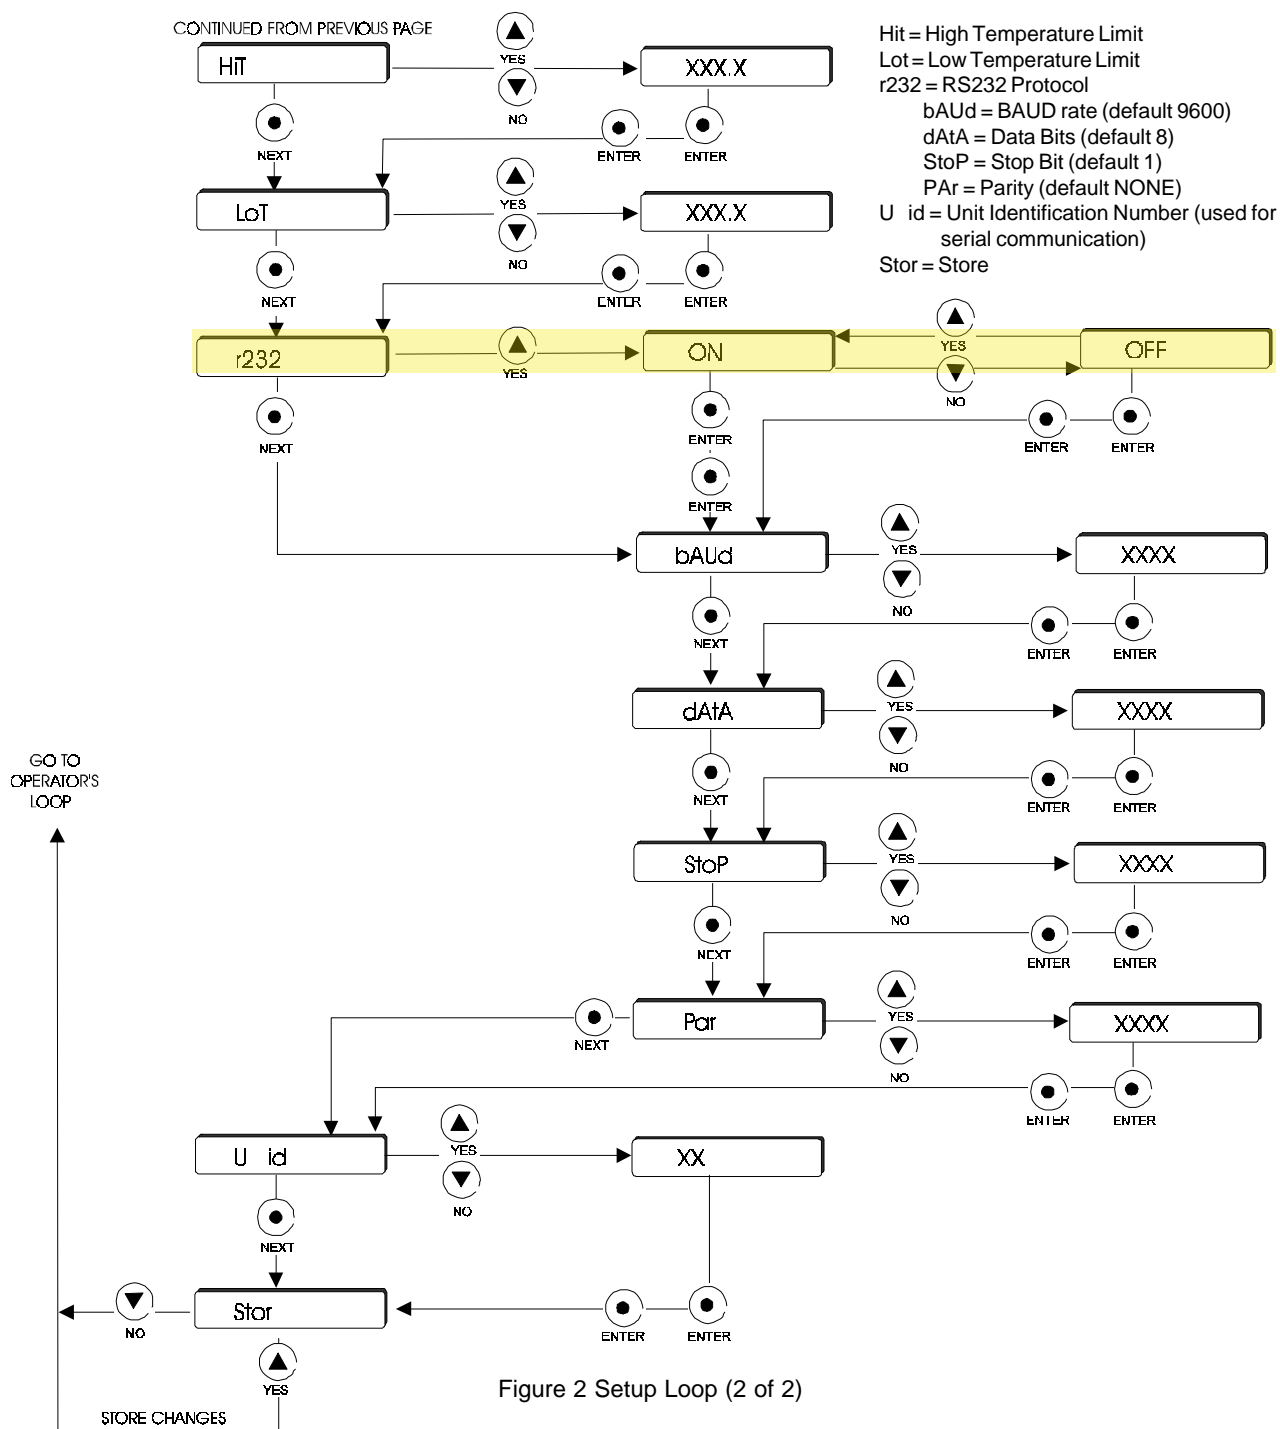 CONTINUED FROM PREVIOUS PAGE
Hit = High Temperature Limit
Lot = Low Temperature Limit
r232 = RS232 Protocol
bAUd = BAUD rate (default 9600)
dAtA = Data Bits (default 8)
StoP = Stop Bit (default 1)
PAr = Parity (default NONE)
U id = Unit Identification Number (used for
serial communication)
Stor = Store
HiT
YES
NO
XXX.X
NEXT
ENTER
ENTER
LoT
YES
NO
XXX.X
NEXT
ENTER
ENTER
r232
YES
ON
YES
NO
OFF
NEXT
ENTER
ENTER
ENTER
ENTER
bAUd
YES
NO
XXXX
NEXT
ENTER
ENTER
dAtA
YES
NO
XXXX
NEXT
ENTER
ENTER
GO TO
OPERATOR'S
LOOP
StoP
YES
NO
XXXX
NEXT
ENTER
ENTER
Par
YES
NO
XXXX
NEXT
ENTER
ENTER
U id
YES
NO
XX
NEXT
Stor
NO
ENTER
ENTER
YES
STORE CHANGES
Figure 2 Setup Loop (2 of 2)